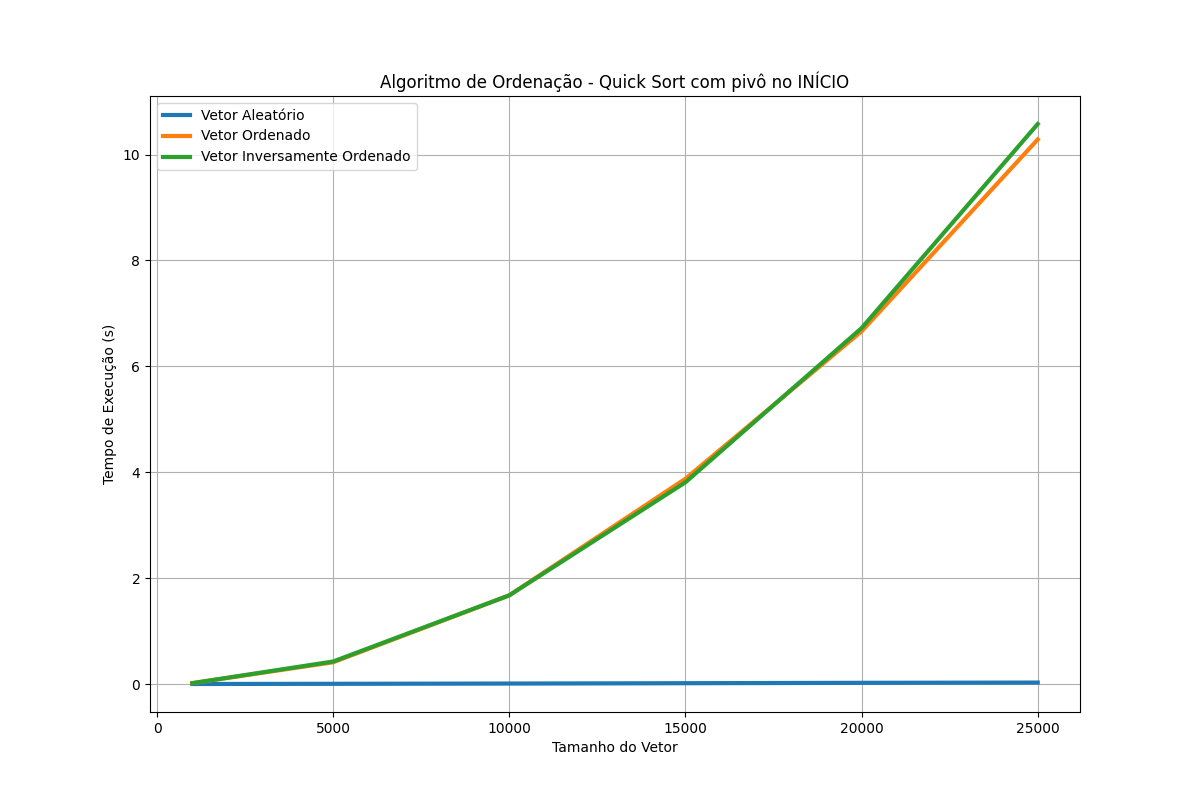 Algoritmo de Ordenação - Quick Sort com pivô no INÍCIO
Vetor Aleatório
Vetor Ordenado
Vetor Inversamente Ordenado
10
8
6
4
2
0
Tempo de Execução (s)
0 5000 10000 15000 20000 25000
Tamanho do Vetor